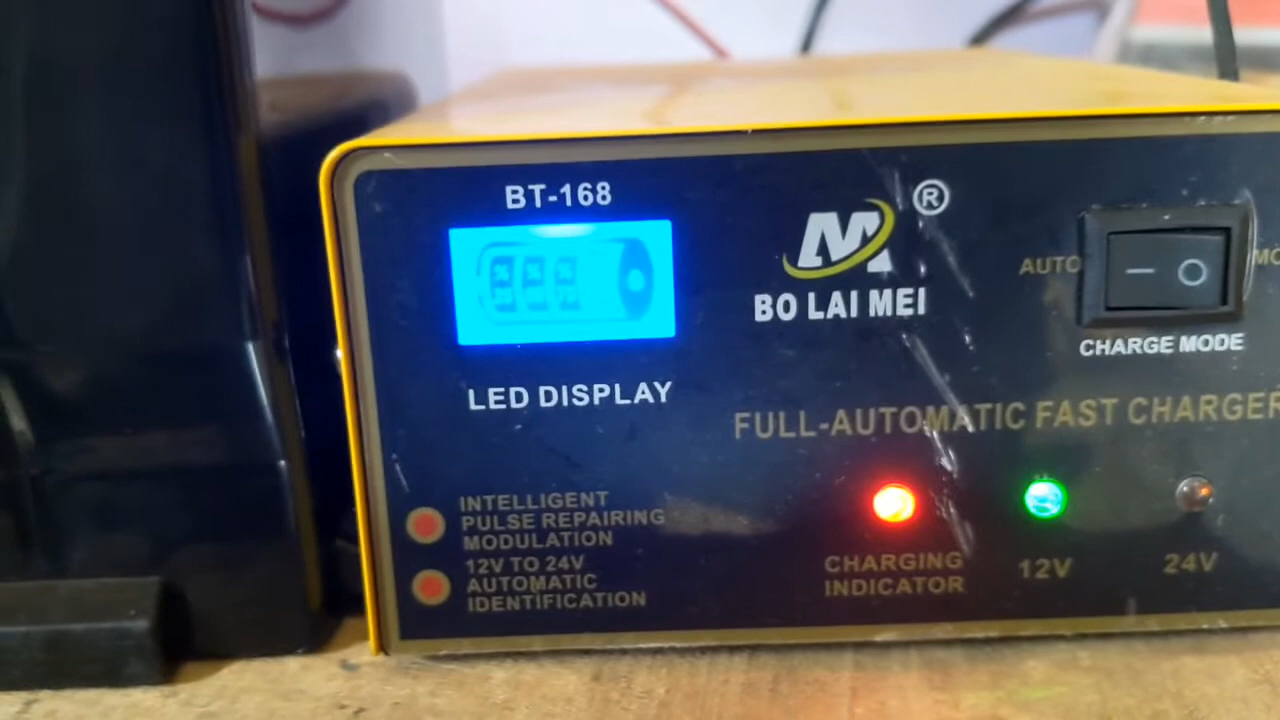 BT-168
®
AUTO
BO LAI MEI
CHARGE MODE
LED DISPLAY
FULL-AUTOMATIC FAST CHARGER
INTELLIGENT
PULSE REPAIRING
MODULATION
12V TO 24V
AUTOMATIC
IDENTIFICATION
CHARGING
INDICATOR
12V
24V